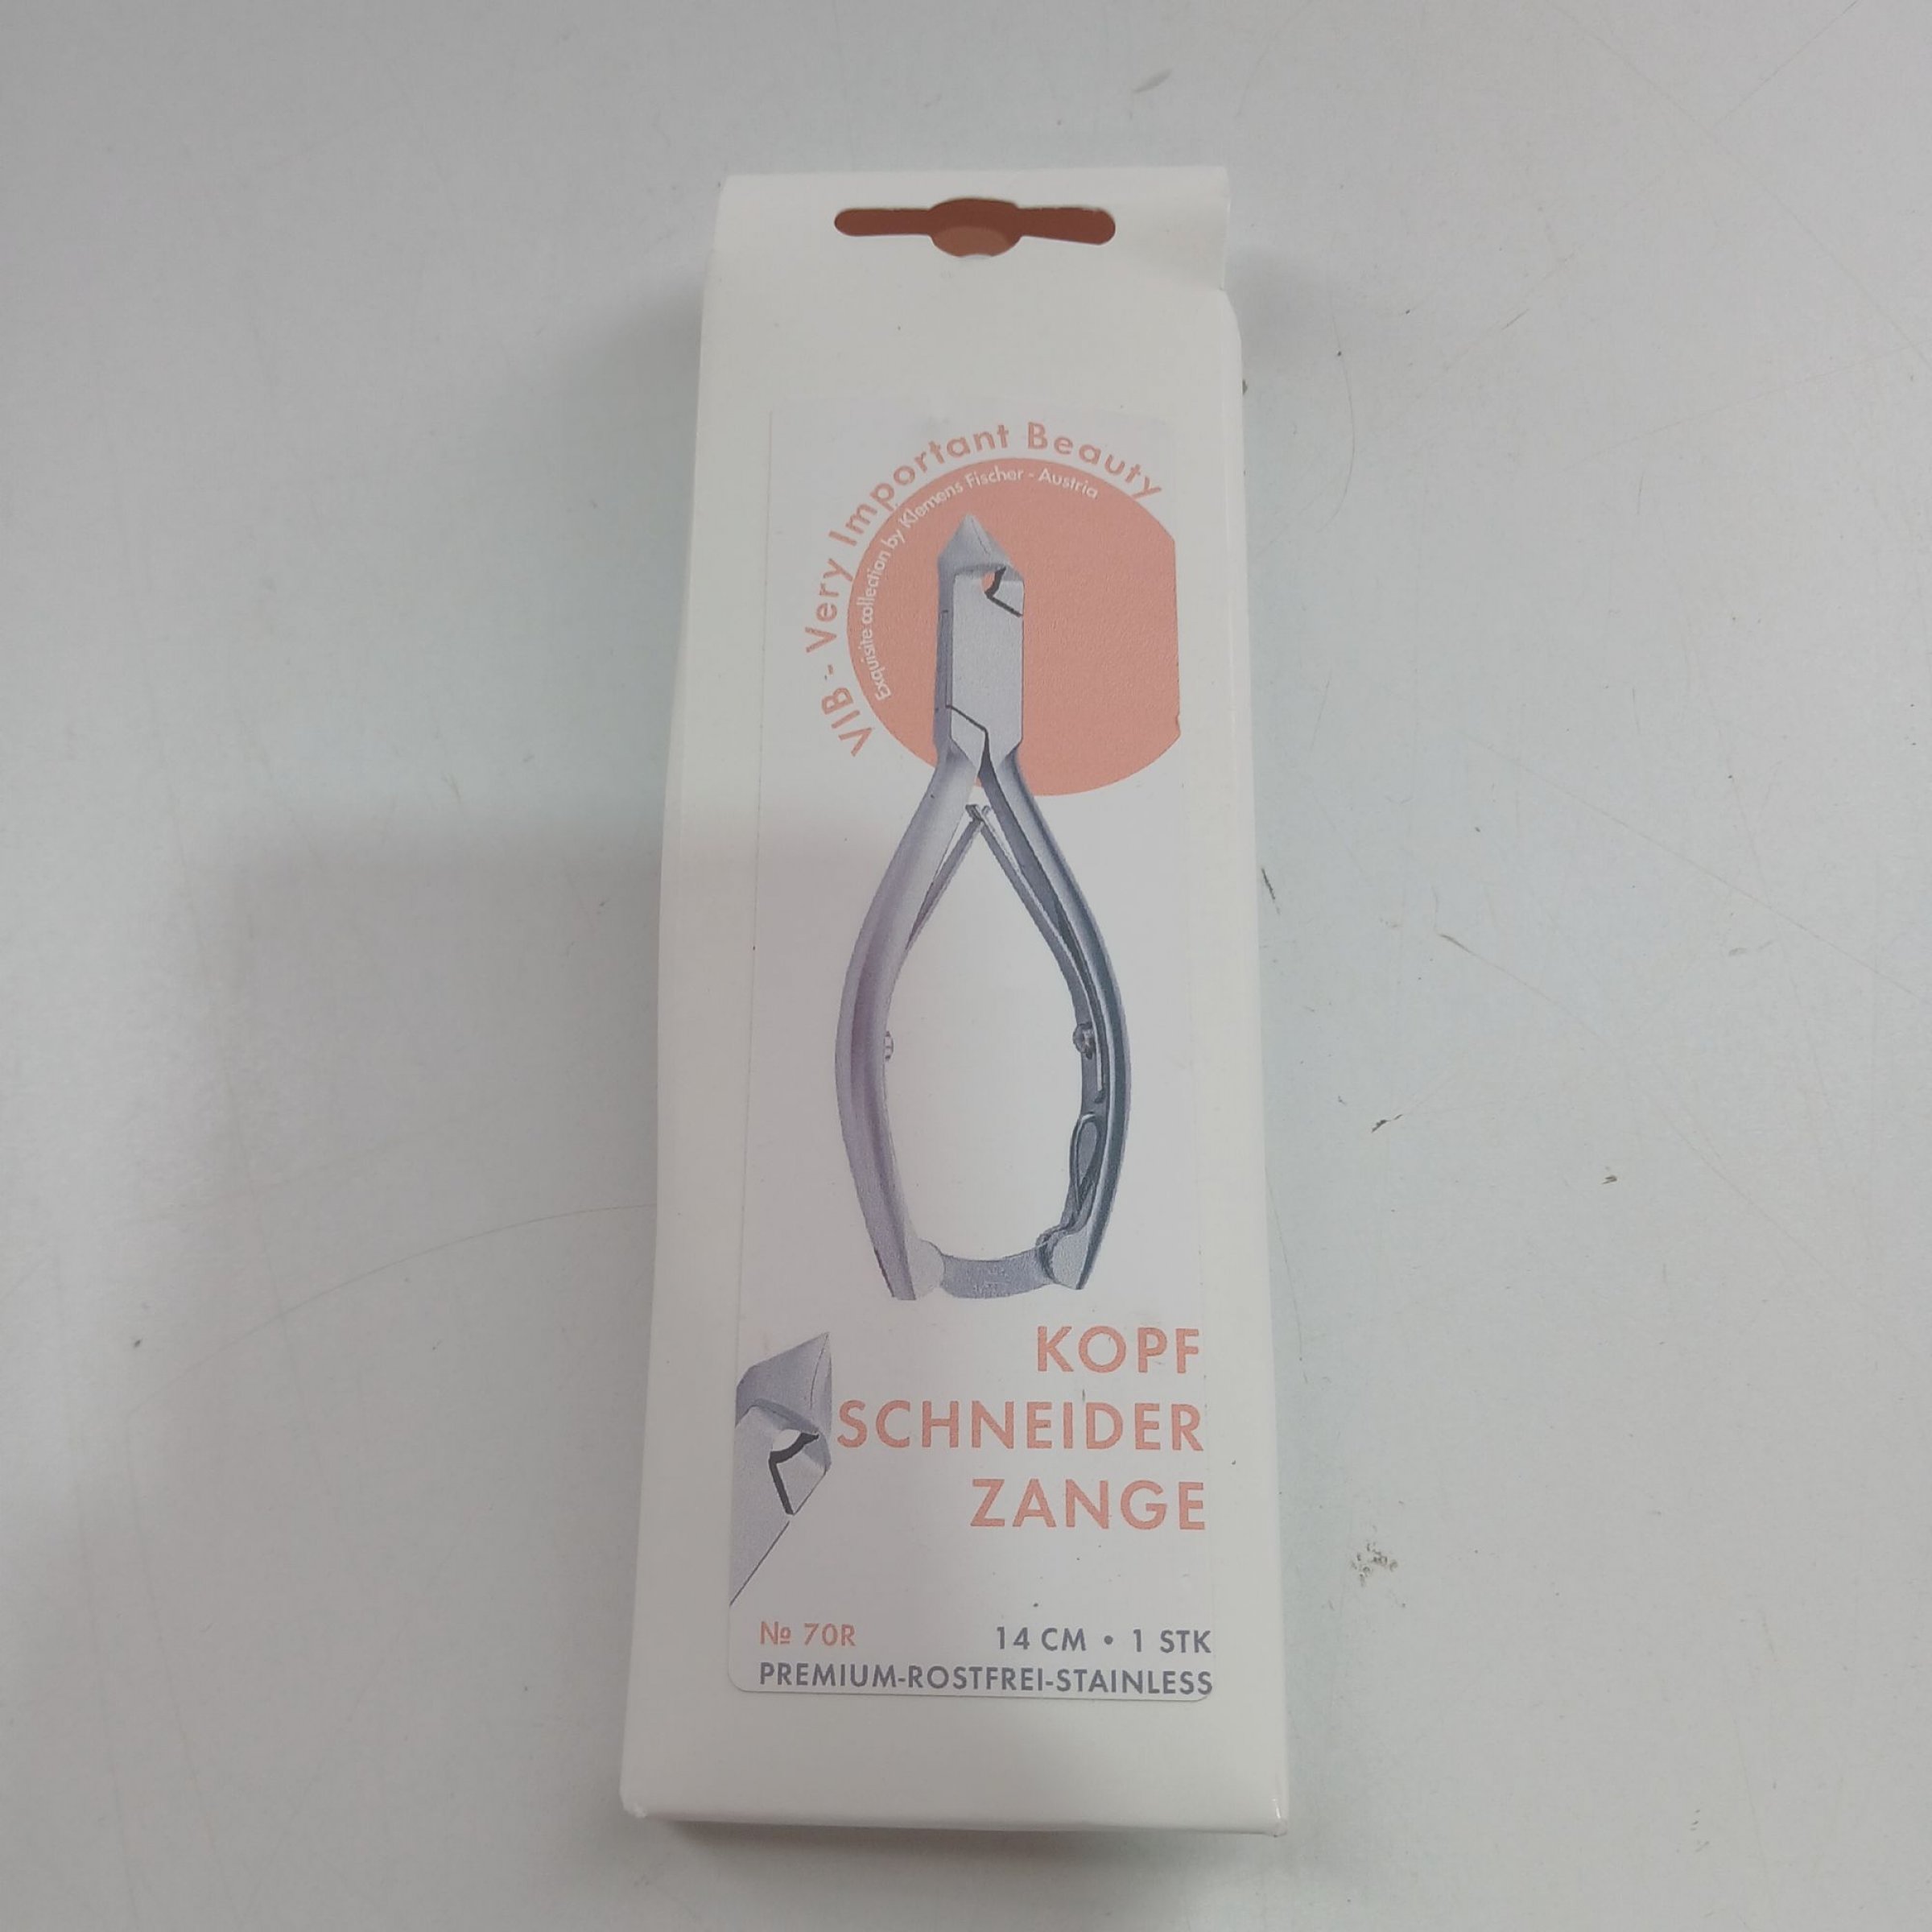 VIB - Very Important Beauty
Exquisite collection by Klemens Fischer - Austria
KOPF
SCHNEIDER
ZANGE
№ 70R 14 CM • 1 STK
PREMIUM-ROSTFREI-STAINLESS